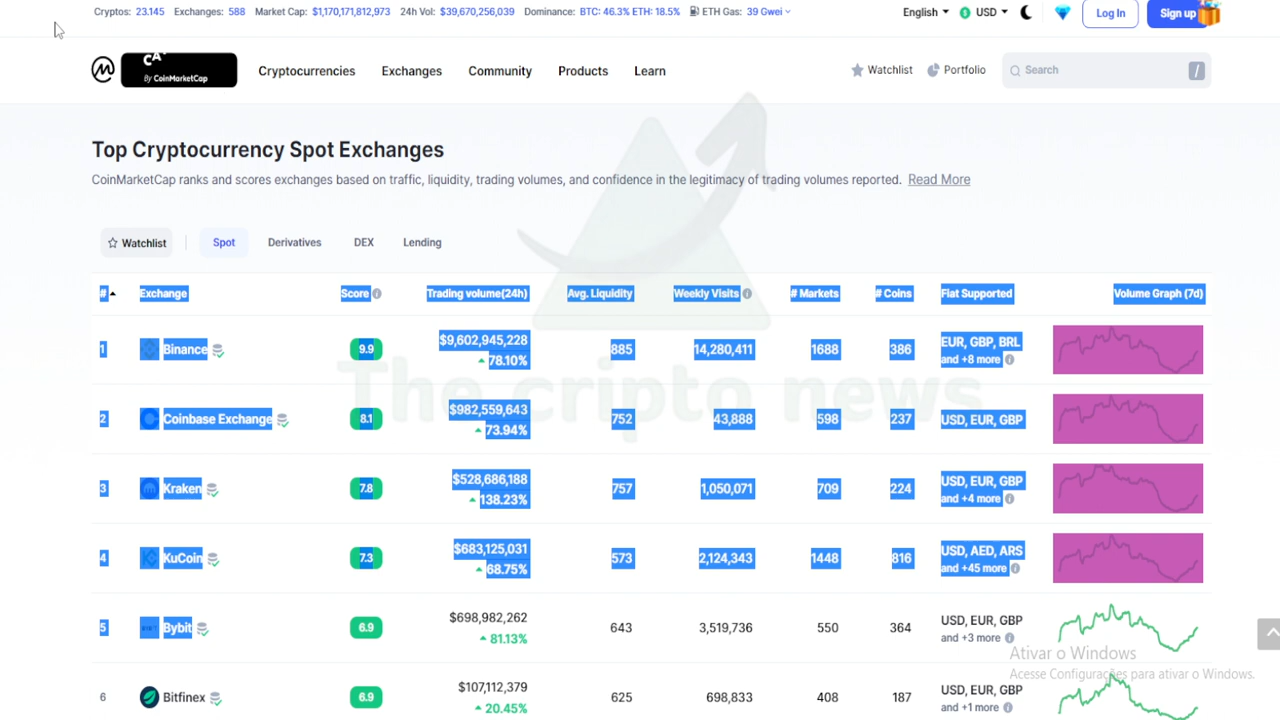 Cryptos: 23.145 Exchanges: 588 Market Cap: $1,170,171,812,973 24h Vol: $39,670,256,039 Dominance: BTC: 46.3% ETH: 18.5% ETH Gas: 39 Gwei English USD Log In Sign up
By CoinMarketCap Cryptocurrencies Exchanges Community Products Learn Watchlist Portfolio Search /
Top Cryptocurrency Spot Exchanges
CoinMarketCap ranks and scores exchanges based on traffic, liquidity, trading volumes, and confidence in the legitimacy of trading volumes reported. Read More
Watchlist Spot Derivatives DEX Lending
# Exchange Score Trading volume(24h) Avg. Liquidity Weekly Visits # Markets # Coins Fiat Supported Volume Graph (7d)
1 Binance 9.9 $9,602,945,228 885 14,280,411 1688 386 EUR, GBP, BRL
78.10% and +8 more
The cripto news
2 Coinbase Exchange 8.1 $982,559,643 752 43,888 598 237 USD, EUR, GBP
73.94%
3 Kraken 7.8 $528,686,188 757 1,050,071 709 224 USD, EUR, GBP
138.23% and +4 more
4 KuCoin 7.3 $683,125,031 573 2,124,343 1448 816 USD, AED, ARS
68.75% and +45 more
5 Bybit 6.9 $698,982,262 643 3,519,736 550 364 USD, EUR, GBP
81.13% and +3 more
Ativar o Windows
Acesse Configurações para ativar o Windows.
6 Bitfinex 6.9 $107,112,379 625 698,833 408 187 USD, EUR, GBP
20.45% and +1 more